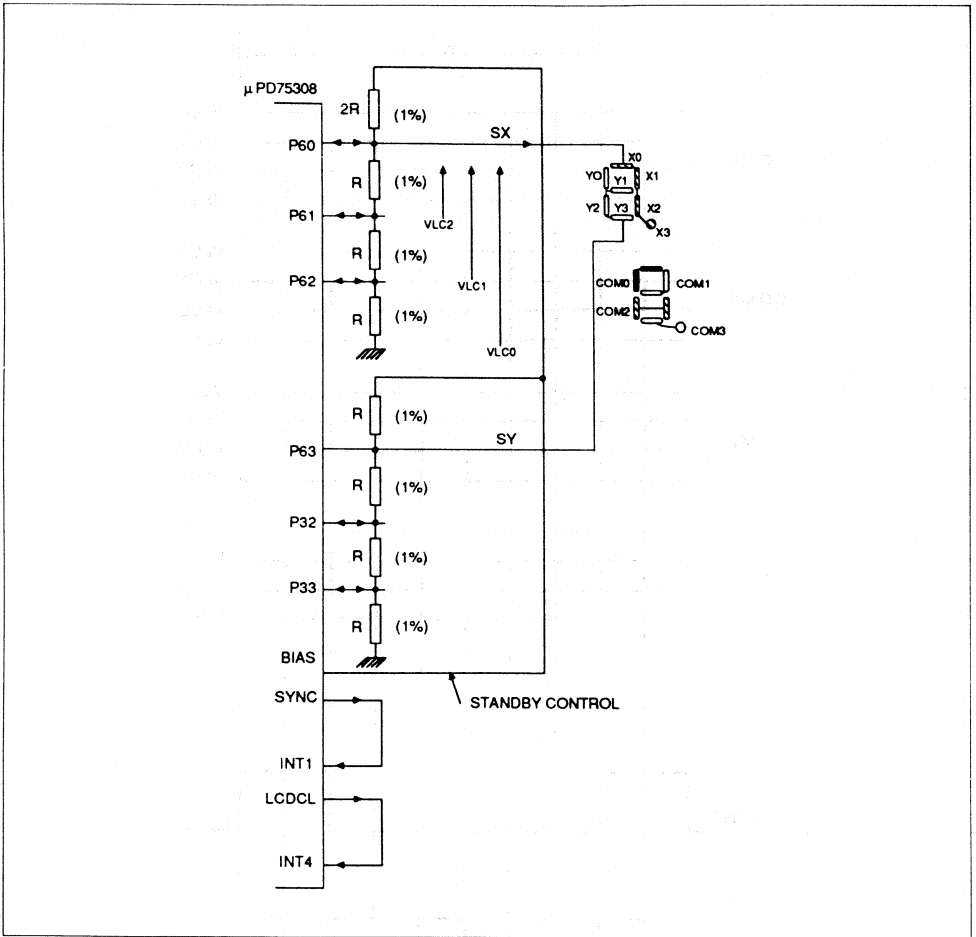 μ PD75308
2R (1%)
P60
SX
X0
Y0 Y1 X1
R (1%)
Y2 Y3 X2
X3
P61
VLC2
R (1%)
P62
VLC1
COM0 COM1
COM2
COM3
R (1%)
VLC0
R (1%)
P63
SY
R (1%)
P32
R (1%)
P33
R (1%)
BIAS
SYNC
STANDBY CONTROL
INT1
LCDCL
INT4